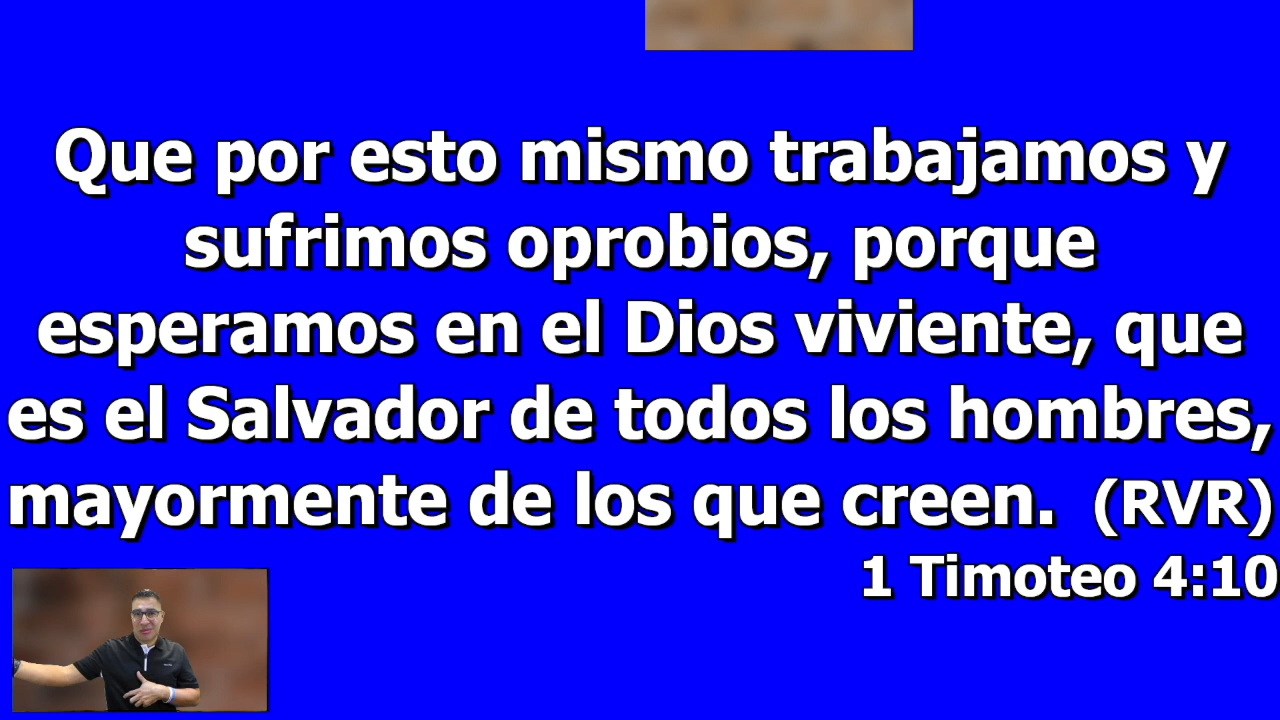 Que por esto mismo trabajamos y
sufrimos oprobios, porque
esperamos en el Dios viviente, que
es el Salvador de todos los hombres,
mayormente de los que creen. (RVR)
1 Timoteo 4:10